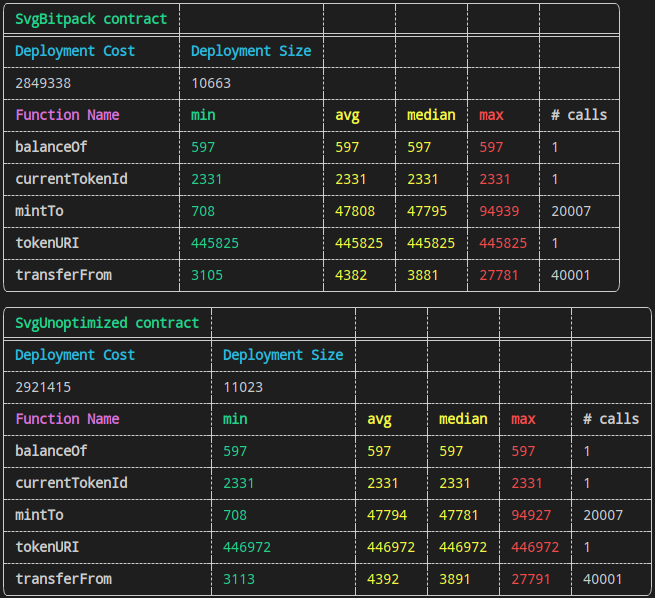 SvgBitpack contract
Deployment Cost Deployment Size
2849338 10663
Function Name min avg median max # calls
balanceOf 597 597 597 597 1
currentTokenId 2331 2331 2331 2331 1
mintTo 708 47808 47795 94939 20007
tokenURI 445825 445825 445825 445825 1
transferFrom 3105 4382 3881 27781 40001
SvgUnoptimized contract
Deployment Cost Deployment Size
2921415 11023
Function Name min avg median max # calls
balanceOf 597 597 597 597 1
currentTokenId 2331 2331 2331 2331 1
mintTo 708 47794 47781 94927 20007
tokenURI 446972 446972 446972 446972 1
transferFrom 3113 4392 3891 27791 40001